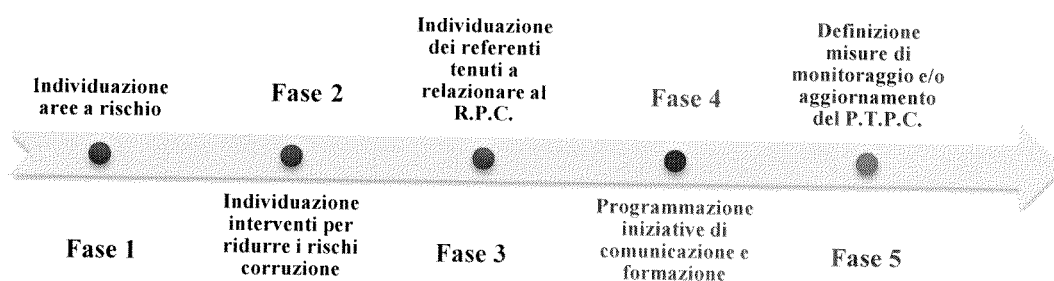 Individuazione
aree a rischio
Fase 1
Fase 2
Individuazione
interventi per
ridurre i rischi
corruzione
Individuazione
dei referenti
tenuti a
relazionare al
R.P.C.
Fase 3
Fase 4
Programmazione
iniziative di
comunicazione e
formazione
Definizione
misure di
monitoraggio e/o
aggiornamento
del P.T.P.C.
Fase 5